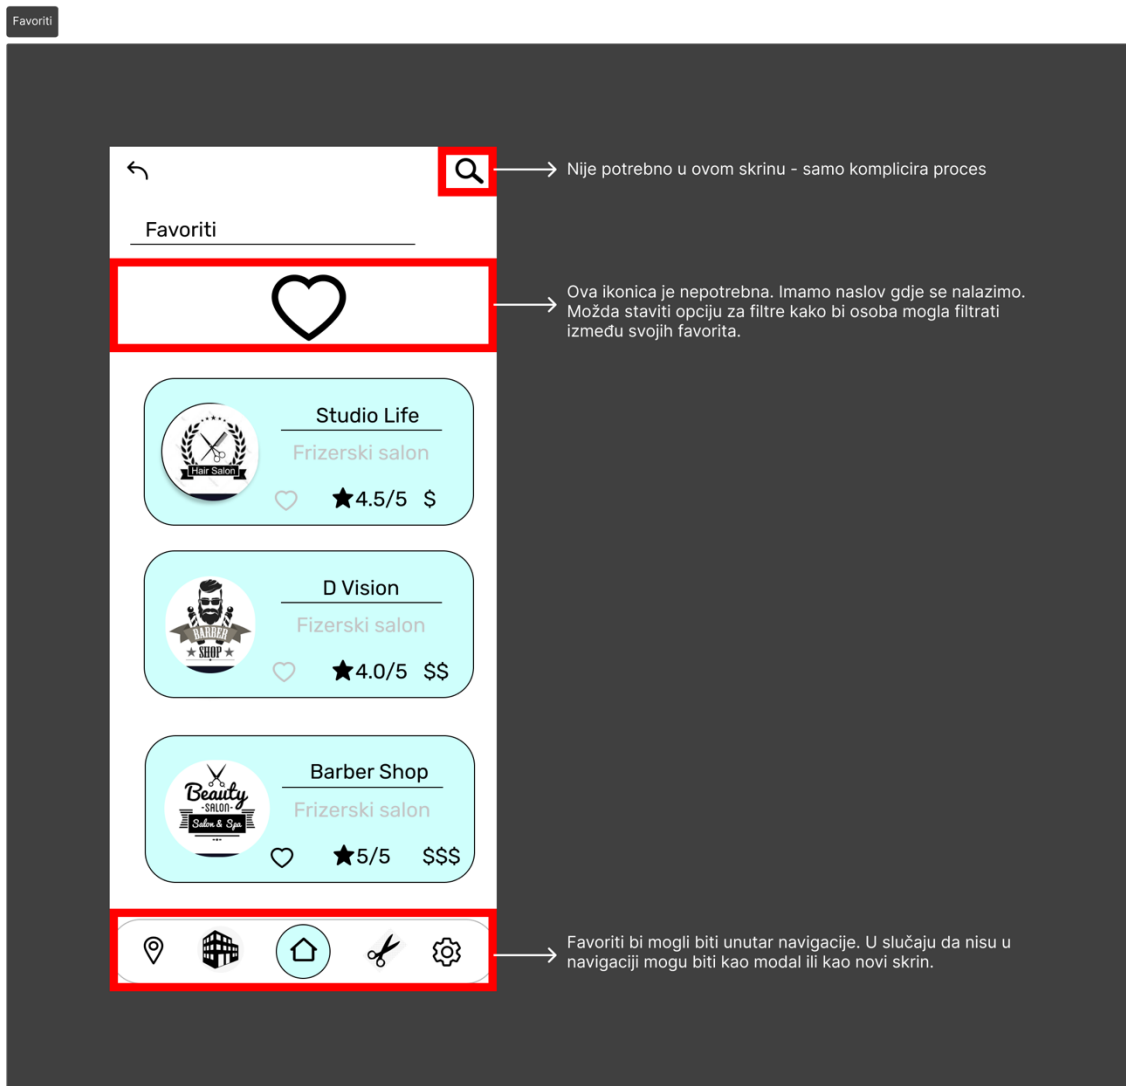 Favoriti
Nije potrebno u ovom skrinu - samo komplicira proces
Favoriti
Ova ikonica je nepotrebna. Imamo naslov gdje se nalazimo.
Možda staviti opciju za filtre kako bi osoba mogla filtrati
između svojih favorita.
Studio Life
Frizerski salon
Hair Salon
4.5/5 $
D Vision
Fizerski salon
BARBER
SHOP
4.0/5 $$
Barber Shop
Beauty
-SALON-
Frizerski salon
Salon & Spa
5/5 $$$
Favoriti bi mogli biti unutar navigacije. U slučaju da nisu u
navigaciji mogu biti kao modal ili kao novi skrin.